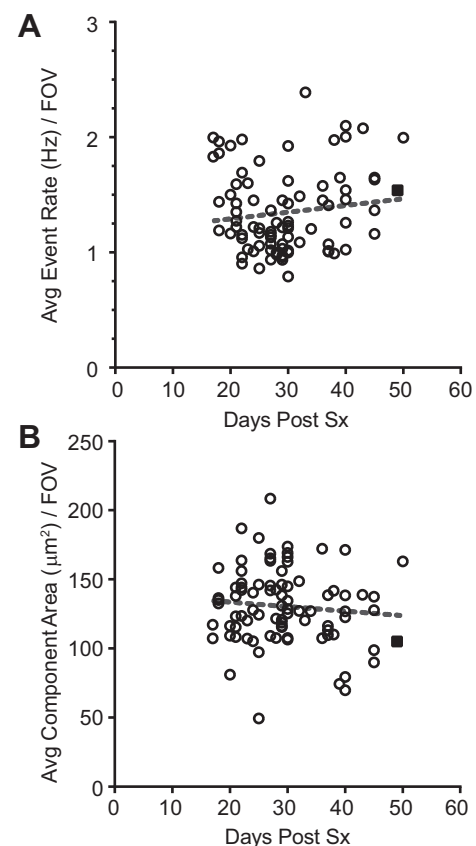 A
Avg Event Rate (Hz) / FOV
3
2
1
0
0 10 20 30 40 50 60
Days Post Sx
B
Avg Component Area (μm²) / FOV
250
200
150
100
50
0
0 10 20 30 40 50 60
Days Post Sx